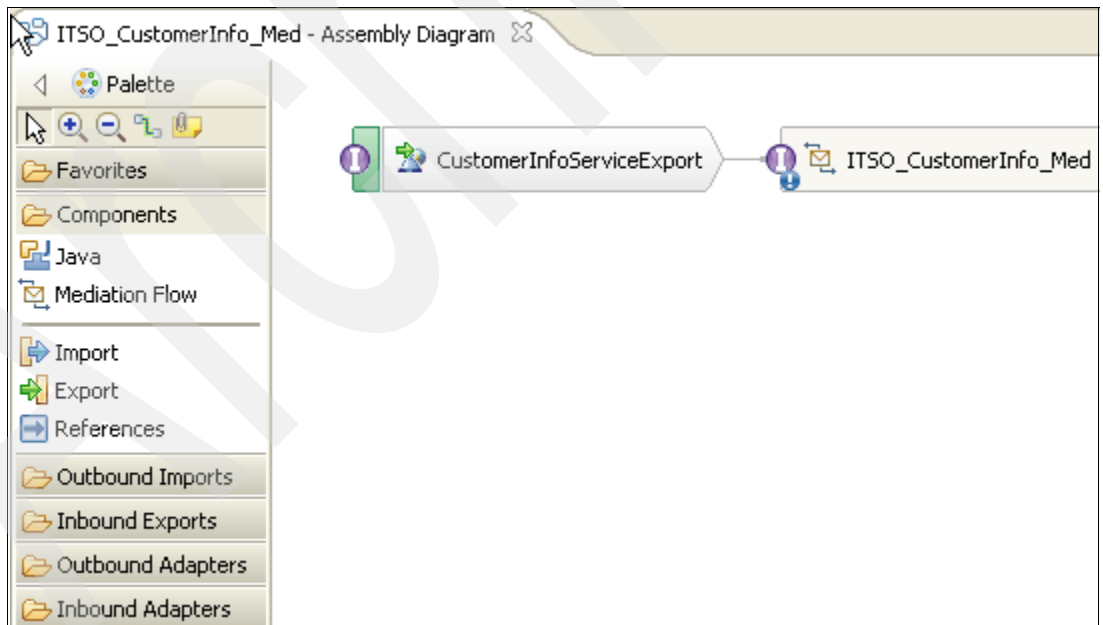 ITSO_CustomerInfo_Med - Assembly Diagram
Palette
Favorites
Components
Java
Mediation Flow
Import
Export
References
Outbound Imports
Inbound Exports
Outbound Adapters
Inbound Adapters
CustomerInfoServiceExport
ITSO_CustomerInfo_Med